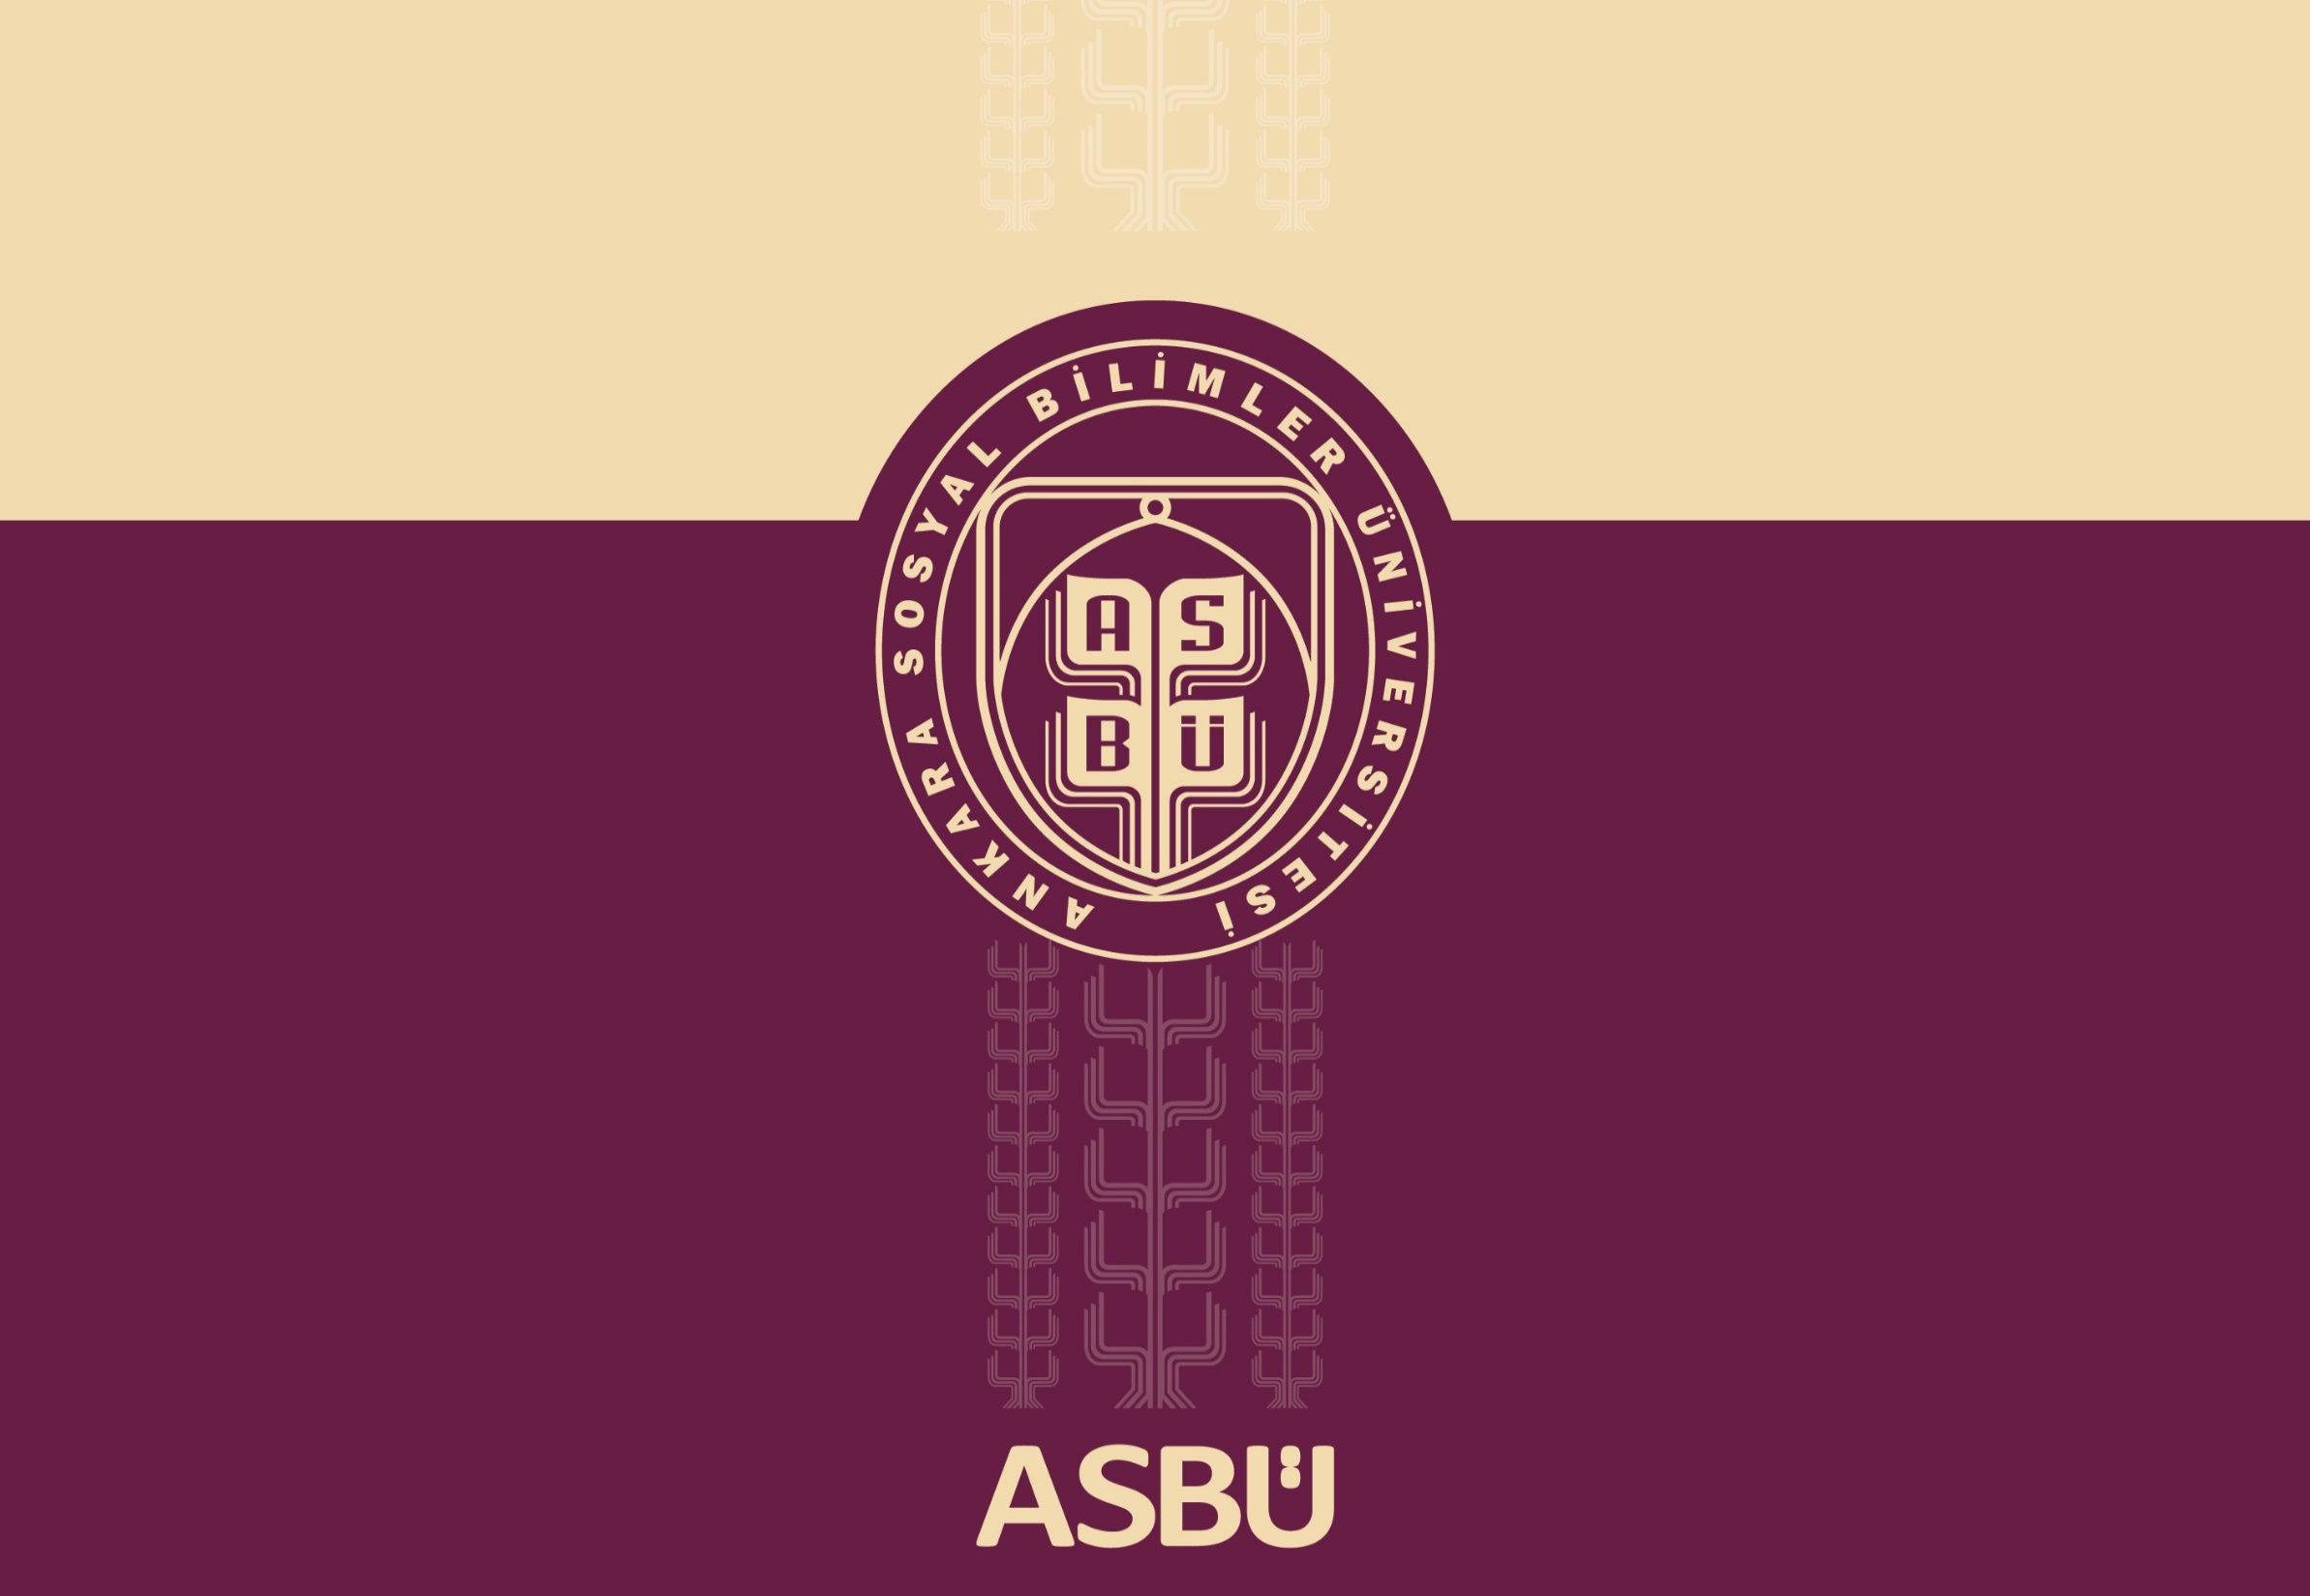 ANKARA SOSYAL BİLİMLER ÜNİVERSİTESİ
AS
BÜ
ASBÜ